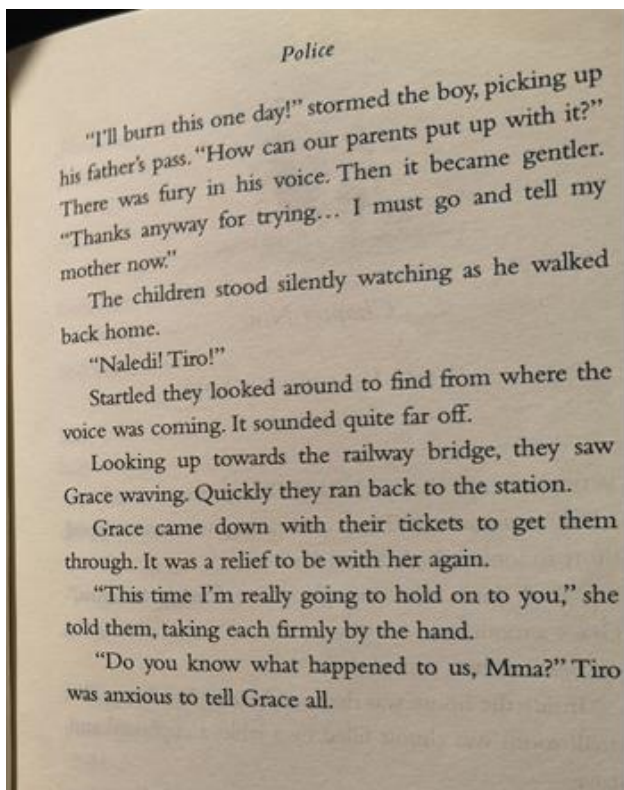 Police
“I’ll burn this one day!” stormed the boy, picking up
his father’s pass. “How can our parents put up with it?”
There was fury in his voice. Then it became gentler.
“Thanks anyway for trying… I must go and tell my
mother now.”
The children stood silently watching as he walked
back home.
“Naledi! Tiro!”
Startled they looked around to find from where the
voice was coming. It sounded quite far off.
Looking up towards the railway bridge, they saw
Grace waving. Quickly they ran back to the station.
Grace came down with their tickets to get them
through. It was a relief to be with her again.
“This time I’m really going to hold on to you,” she
told them, taking each firmly by the hand.
“Do you know what happened to us, Mma?” Tiro
was anxious to tell Grace all.